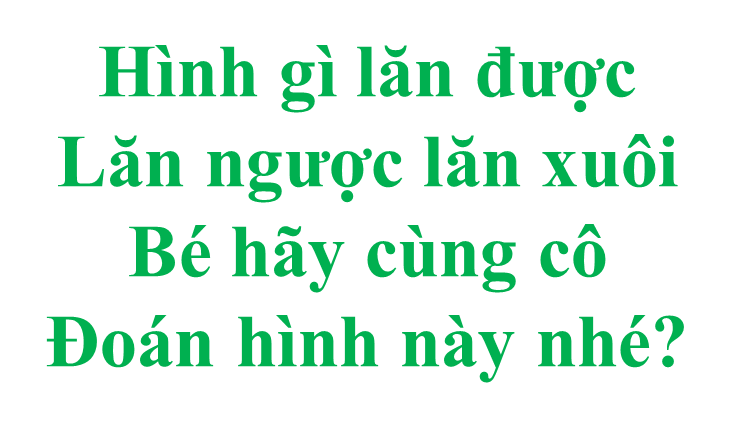 Hình gì lăn được
Lăn ngược lăn xuôi
Bé hãy cùng cô
Đoán hình này nhé?